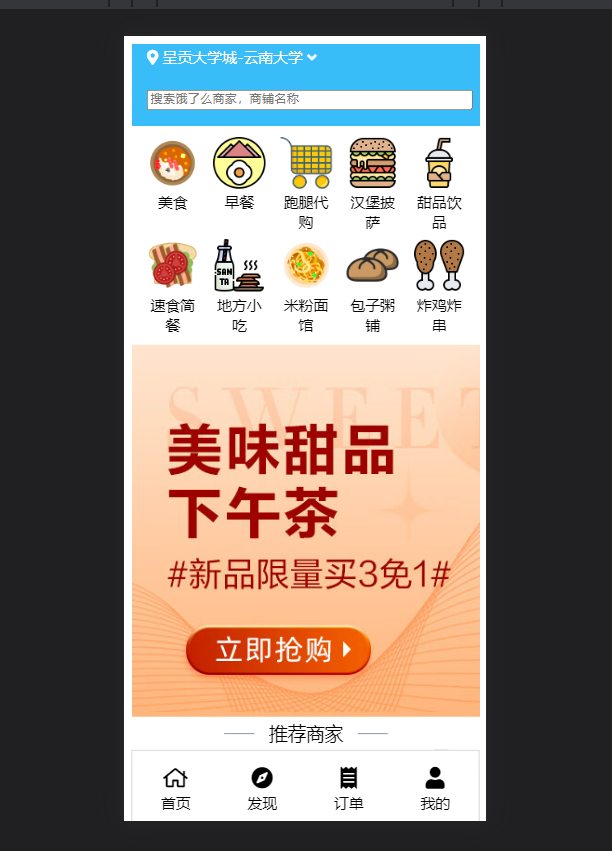 呈贡大学城-云南大学
搜索饿了么商家，商铺名称
美食 早餐 跑腿代购 汉堡披萨 甜品饮品
SAN TA
速食简餐 地方小吃 米粉面馆 包子粥铺 炸鸡炸串
SWEET
美味甜品
下午茶
#新品限量买3免1#
立即抢购
推荐商家
首页 发现 订单 我的